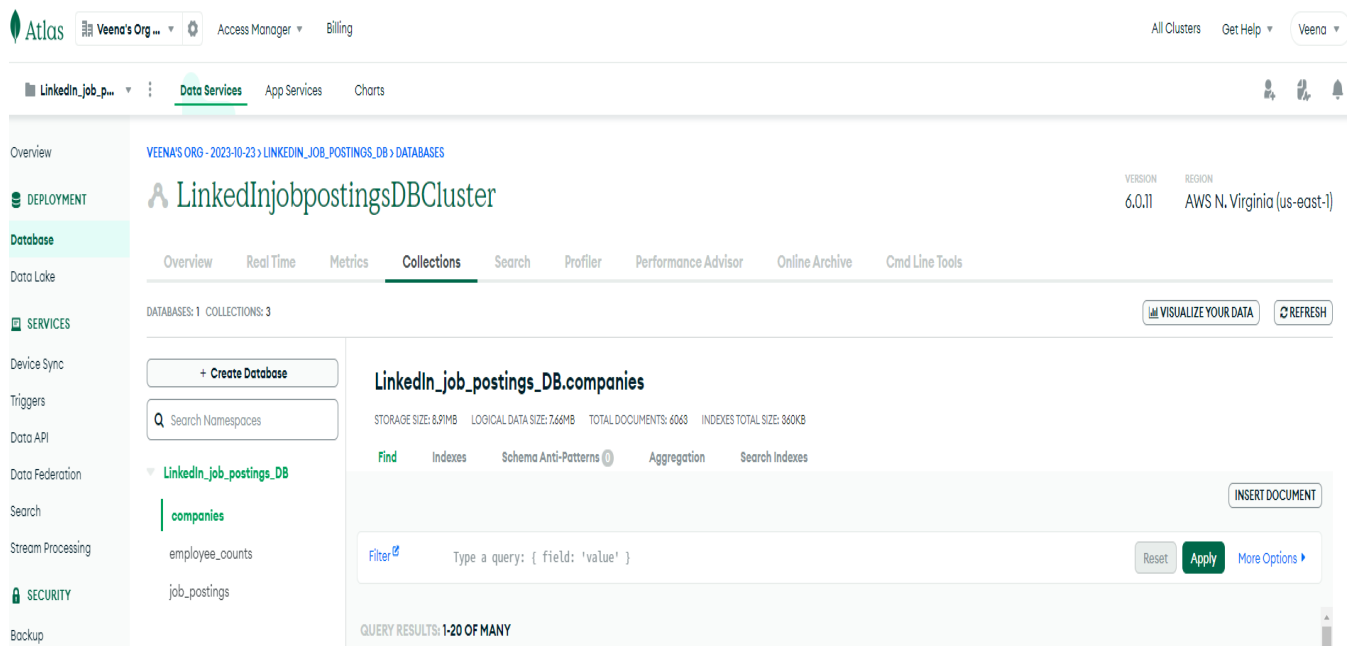 Atlas Veena's Org ... Access Manager Billing All Clusters Get Help Veena
LinkedIn_job_p... Data Services App Services Charts
Overview
DEPLOYMENT
Database
Data Lake
SERVICES
Device Sync
Triggers
Data API
Data Federation
Search
Stream Processing
SECURITY
Backup
VEENA'S ORG - 2023-10-23 > LINKEDIN_JOB_POSTINGS_DB > DATABASES
LinkedInjobpostingsDBCluster
VERSION REGION
6.0.11 AWS N. Virginia (us-east-1)
Overview Real Time Metrics Collections Search Profiler Performance Advisor Online Archive Cmd Line Tools
DATABASES: 1 COLLECTIONS: 3
VISUALIZE YOUR DATA REFRESH
+ Create Database
Search Namespaces
LinkedIn_job_postings_DB
companies
employee_counts
job_postings
LinkedIn_job_postings_DB.companies
STORAGE SIZE: 8.91MB LOGICAL DATA SIZE: 7.66MB TOTAL DOCUMENTS: 6063 INDEXES TOTAL SIZE: 360KB
Find Indexes Schema Anti-Patterns 0 Aggregation Search Indexes
INSERT DOCUMENT
Filter Type a query: { field: 'value' } Reset Apply More Options
QUERY RESULTS: 1-20 OF MANY